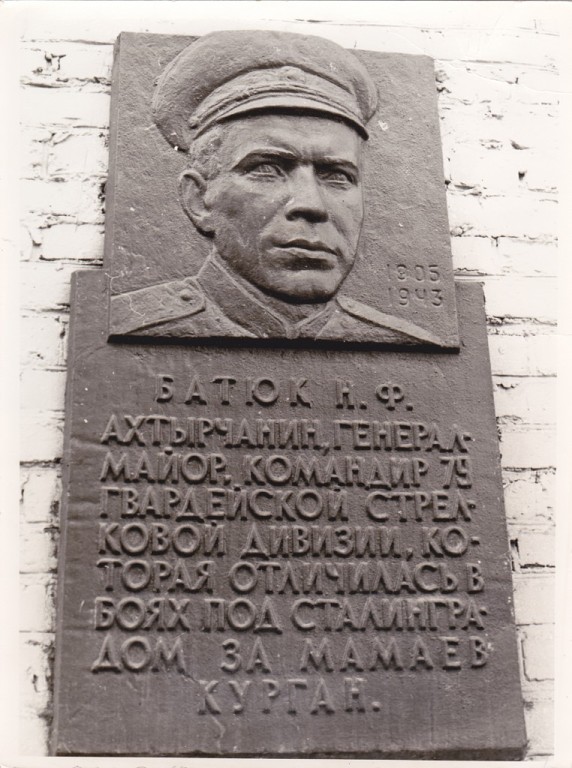 1905
1943
БАТЮК Н. Ф.
АХТЫРЧАНИН, ГЕНЕРАЛ-
МАЙОР, КОМАНДИР 79
ГВАРДЕЙСКОЙ СТРЕЛ-
КОВОЙ ДИВИЗИИ, КО-
ТОРАЯ ОТЛИЧИЛАСЬ В
БОЯХ ПОД СТАЛИНГРА-
ДОМ ЗА МАМАЕВ
КУРГАН.